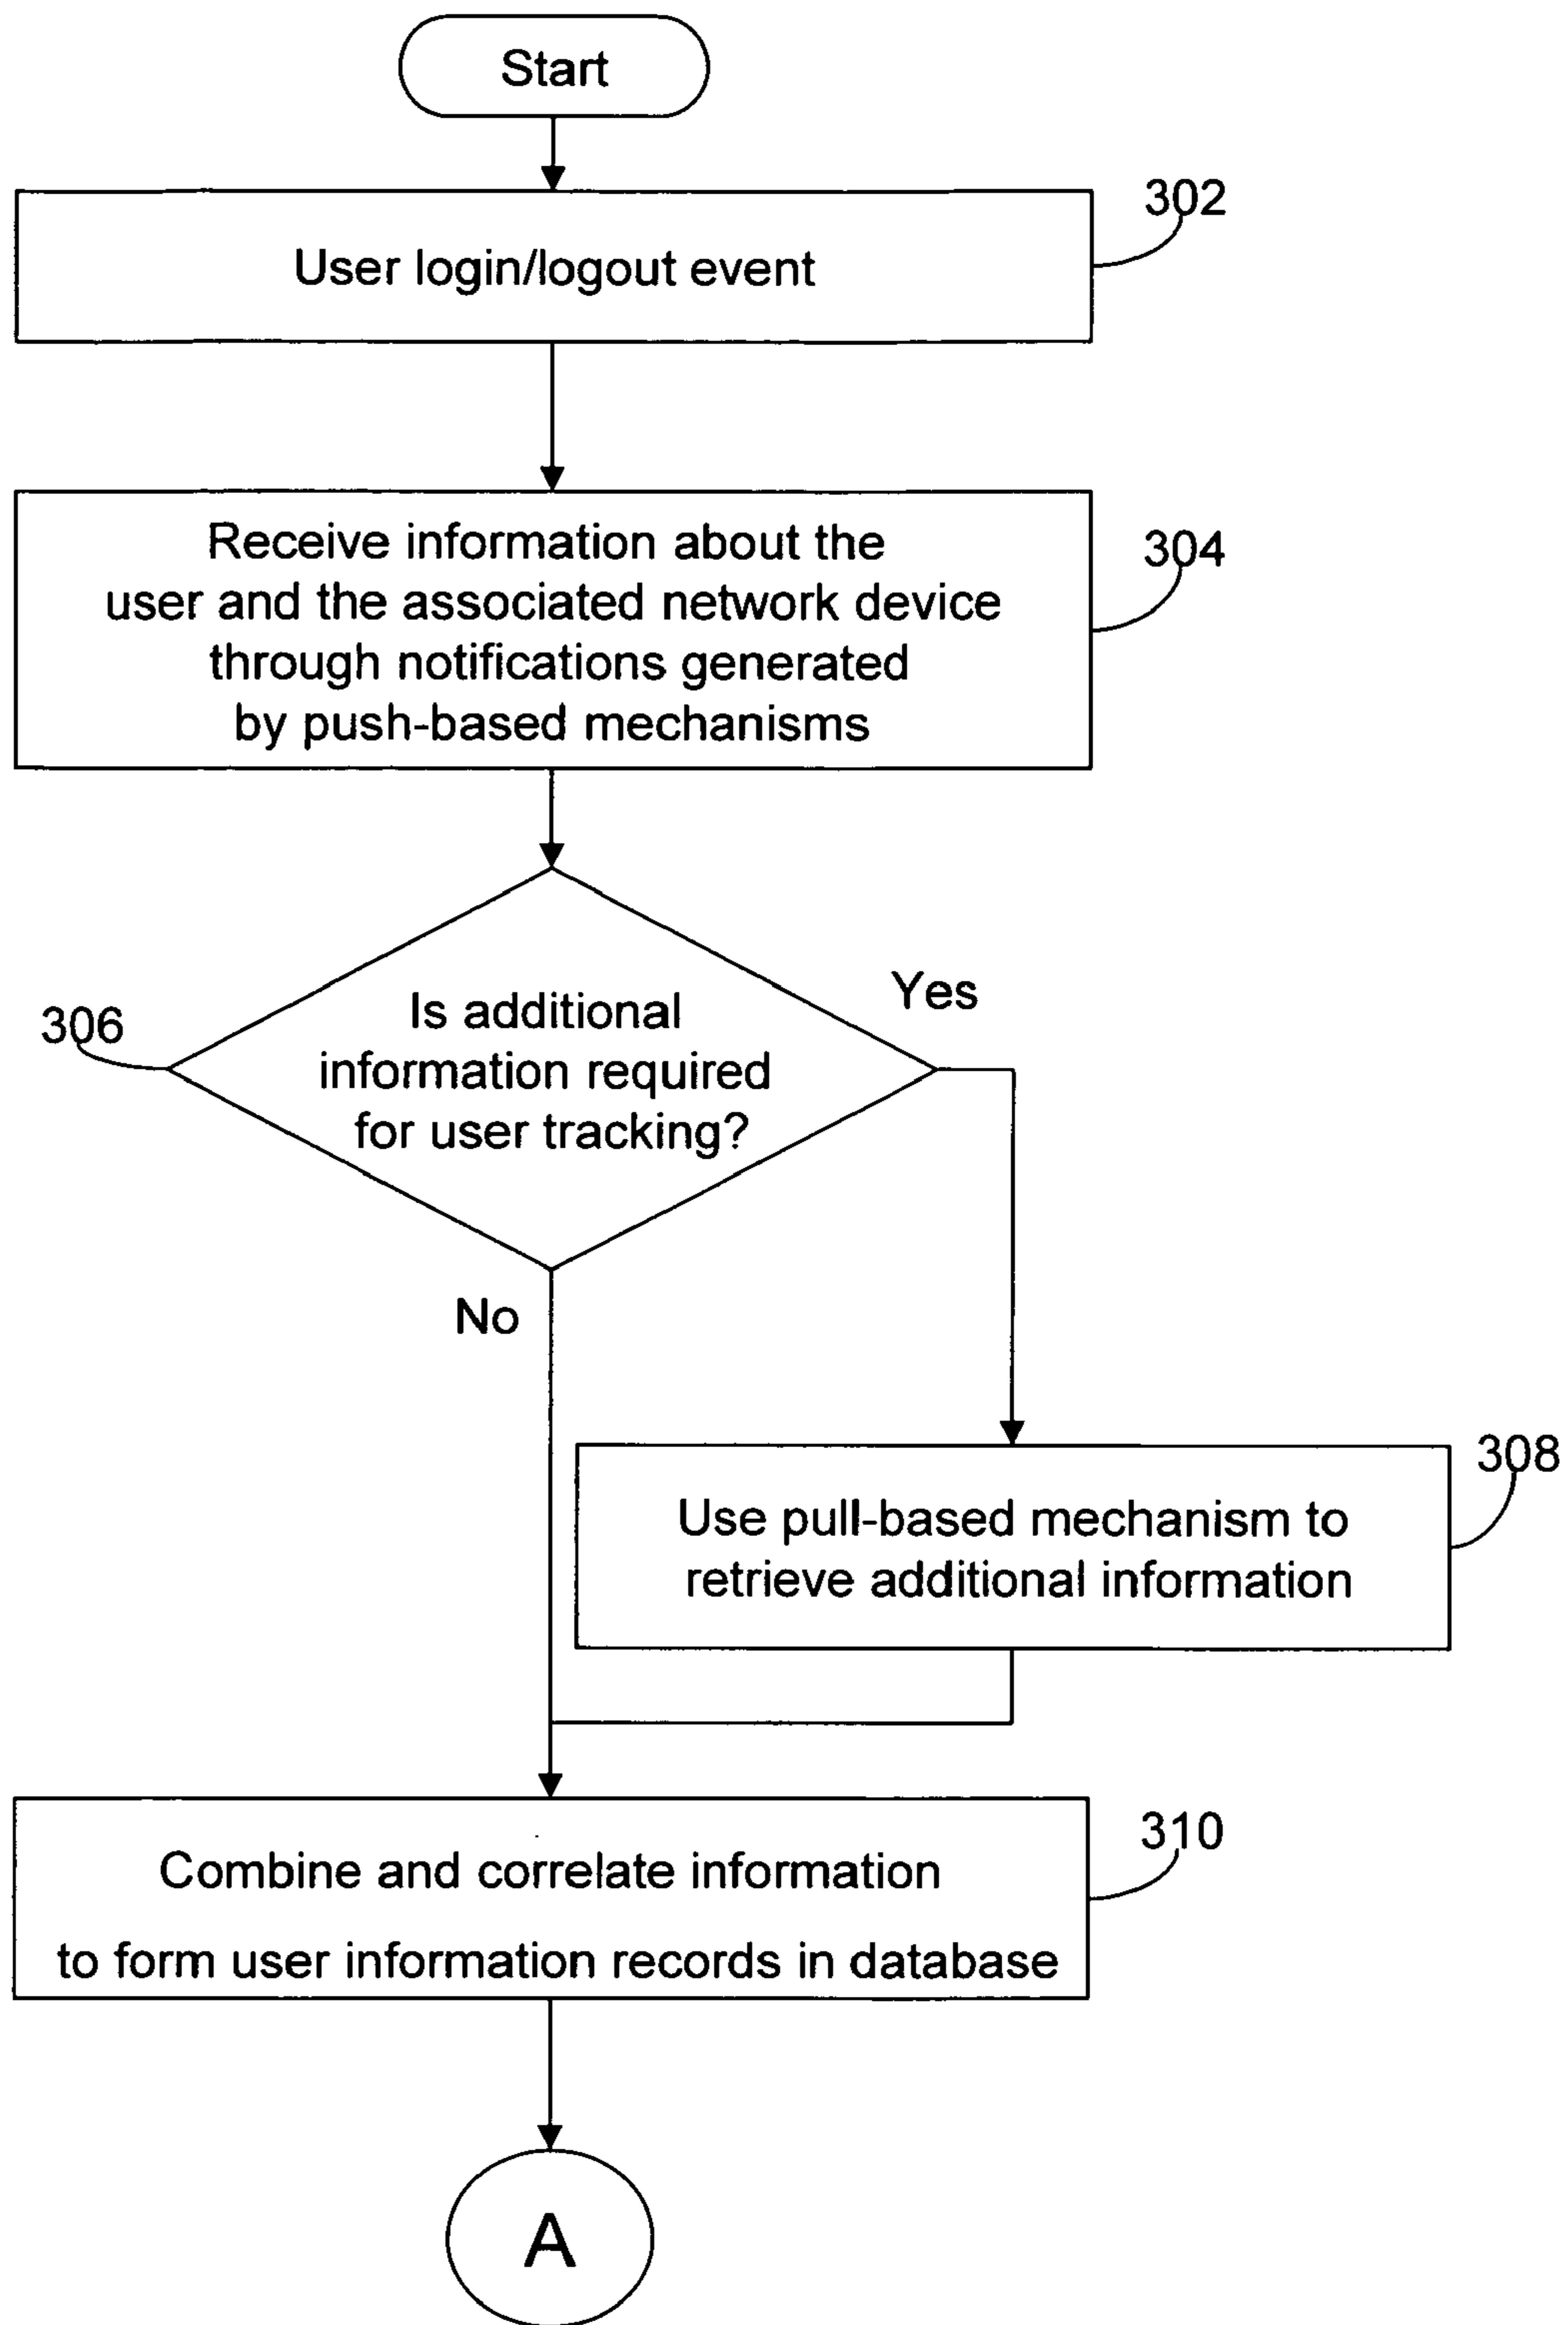 Start
302
User login/logout event
304
Receive information about the
user and the associated network device
through notifications generated
by push-based mechanisms
306
Is additional
information required
for user tracking?
Yes
No
308
Use pull-based mechanism to
retrieve additional information
310
Combine and correlate information
to form user information records in database
A